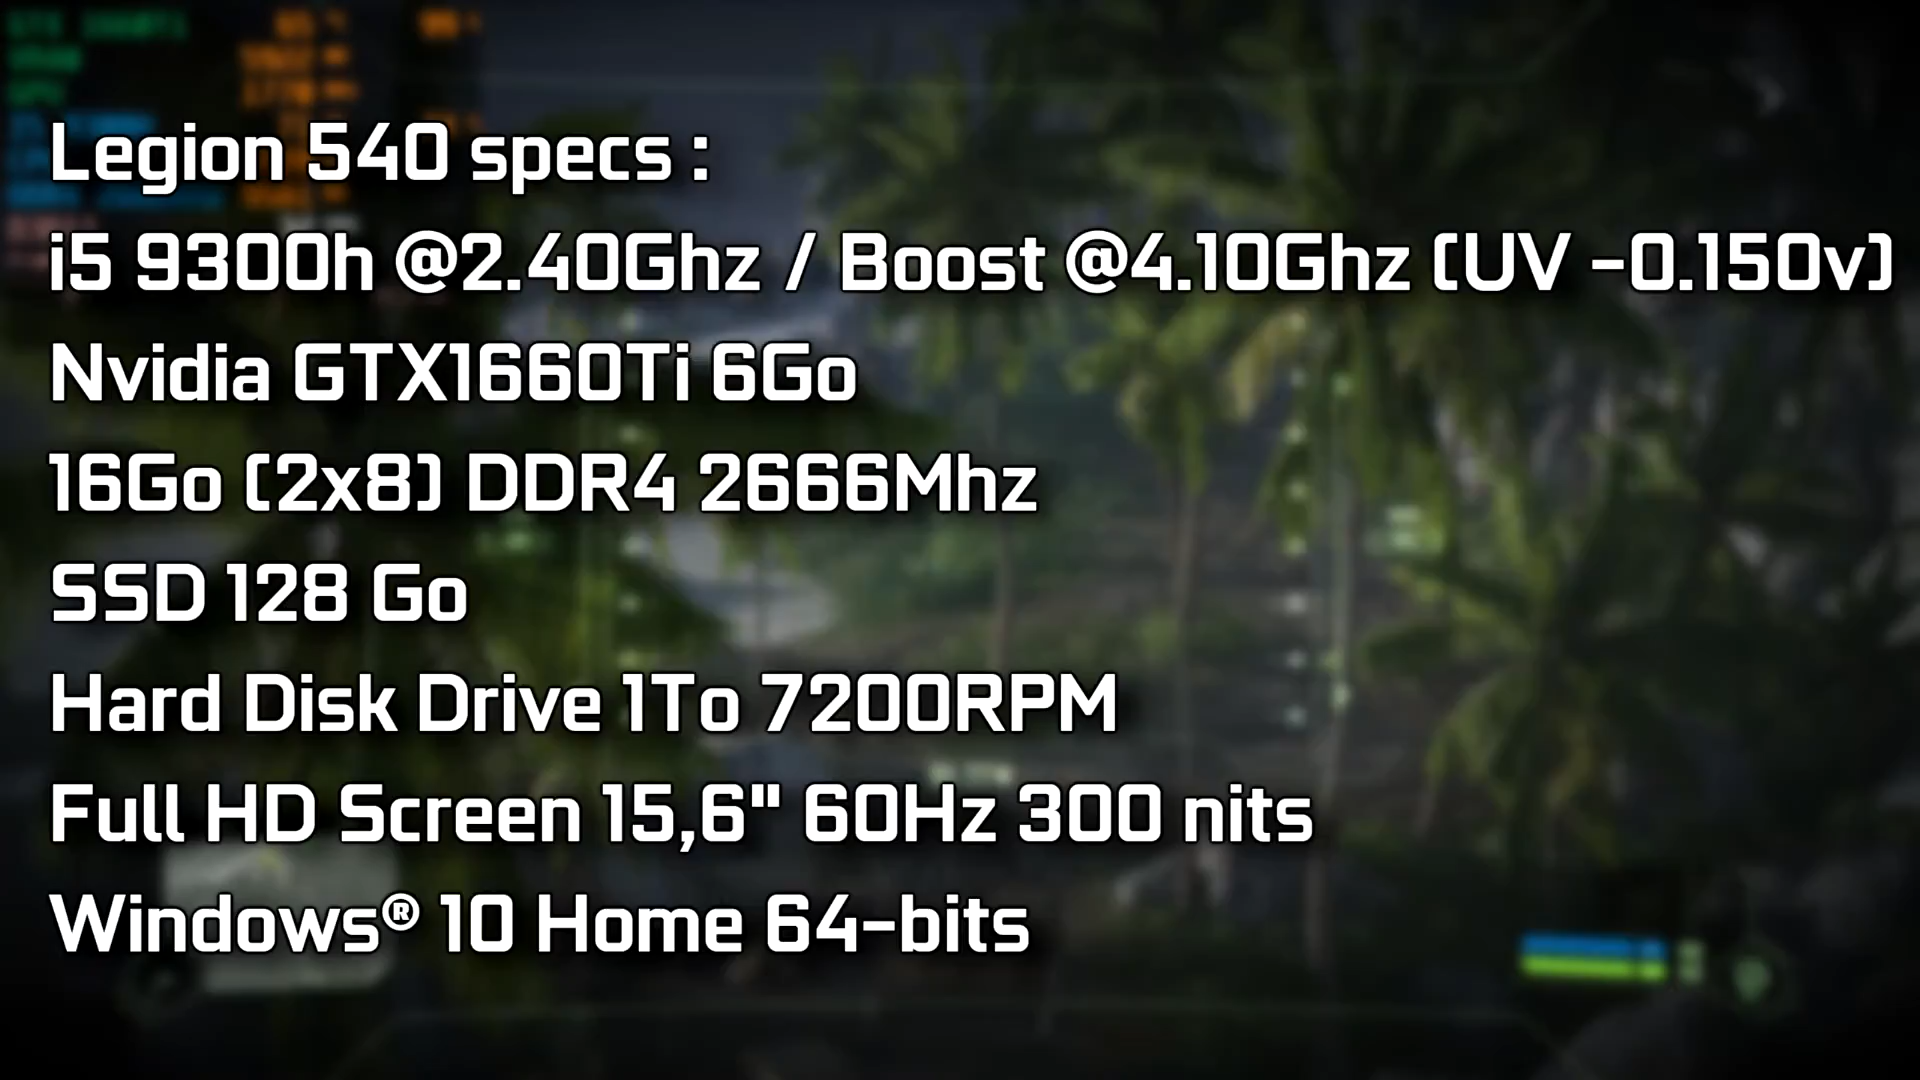 Legion 540 specs :
i5 9300h @2.40Ghz / Boost @4.10Ghz (UV -0.150v)
Nvidia GTX1660Ti 6Go
16Go (2x8) DDR4 2666Mhz
SSD 128 Go
Hard Disk Drive 1To 7200RPM
Full HD Screen 15,6" 60Hz 300 nits
Windows® 10 Home 64-bits